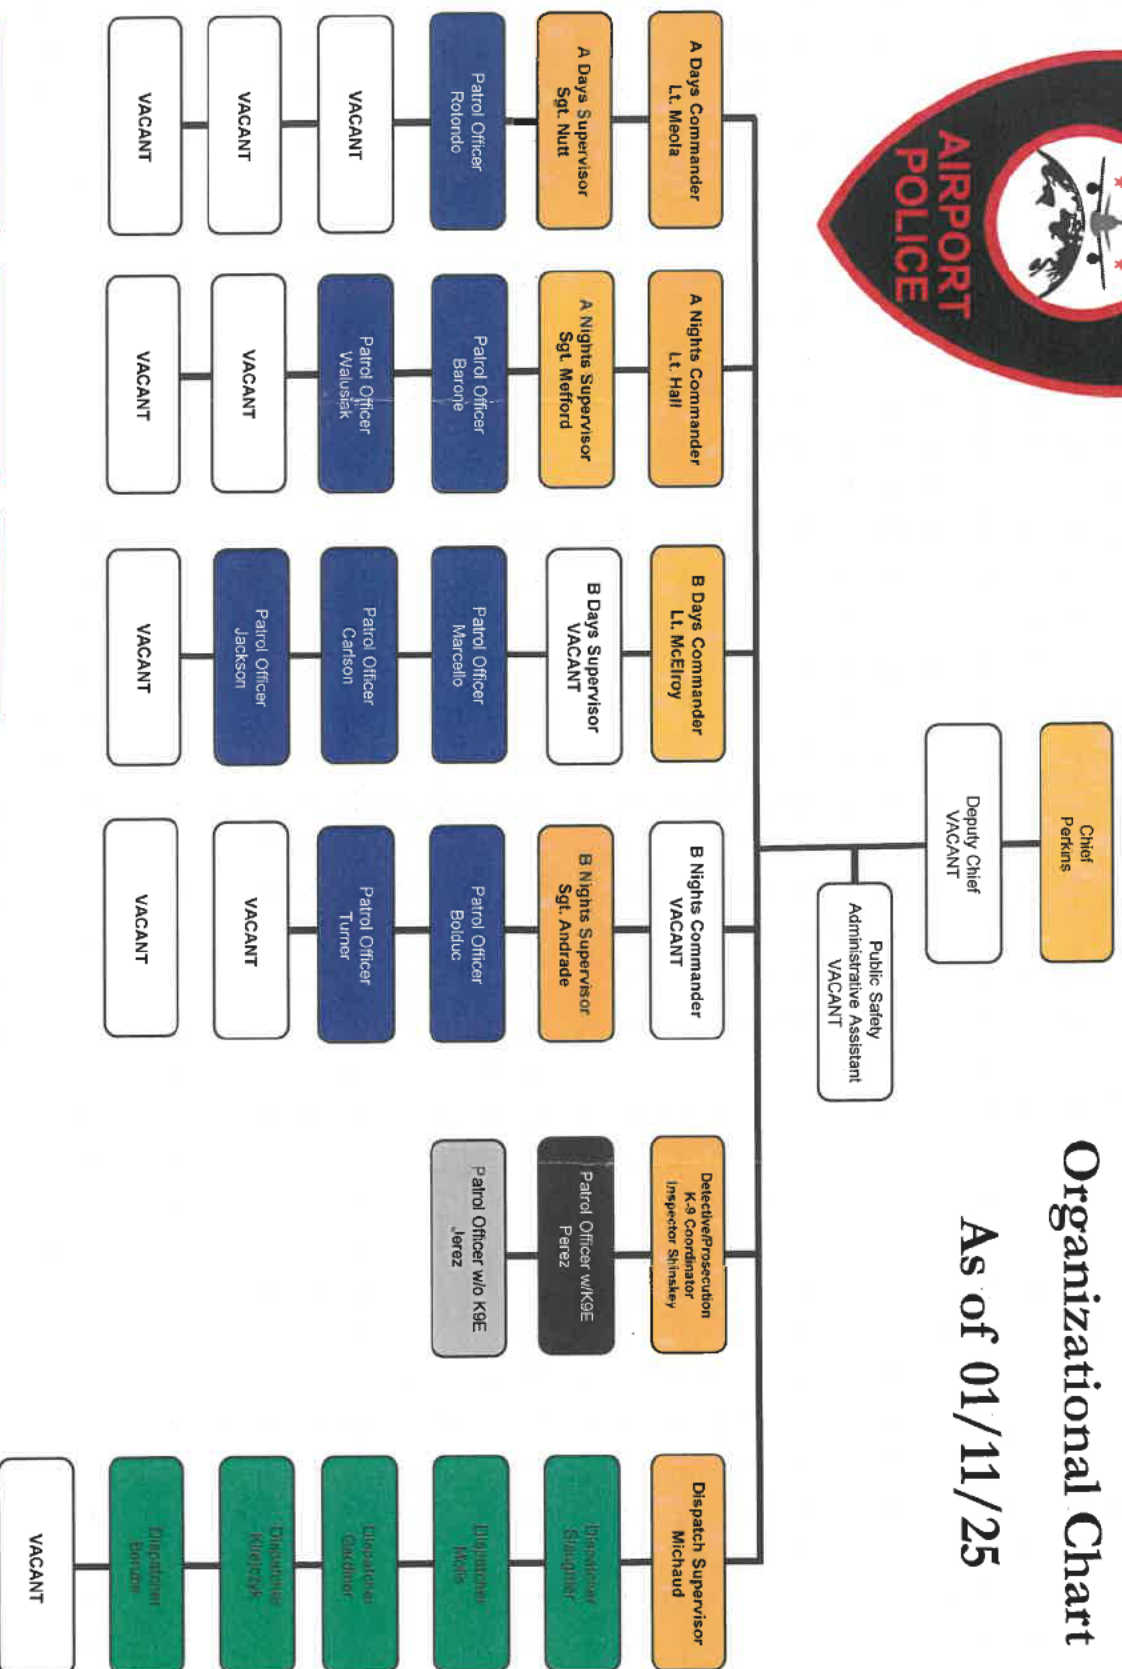 Organizational Chart
As of 01/11/25
AIRPORT
POLICE
Chief
Perkins
Deputy Chief
VACANT
Public Safety
Administrative Assistant
VACANT
A Days Commander
Lt. Meola
A Days Supervisor
Sgt. Nutt
Patrol Officer
Rotondo
VACANT
VACANT
VACANT
A Nights Commander
Lt. Hall
A Nights Supervisor
Sgt. Mefford
Patrol Officer
Barone
Patrol Officer
Walusiak
VACANT
VACANT
B Days Commander
Lt. McElroy
B Days Supervisor
VACANT
Patrol Officer
Marcello
Patrol Officer
Carlson
Patrol Officer
Jackson
VACANT
B Nights Commander
VACANT
B Nights Supervisor
Sgt. Andrade
Patrol Officer
Bolduc
Patrol Officer
Turner
VACANT
VACANT
Detective/Prosecution
K-9 Coordinator
Inspector Shinskey
Patrol Officer w/K9E
Perez
Patrol Officer w/o K9E
Jerez
Dispatch Supervisor
Michaud
Dispatcher
Dispatcher
Dispatcher
Gardiner
Dispatcher
Dispatcher
VACANT